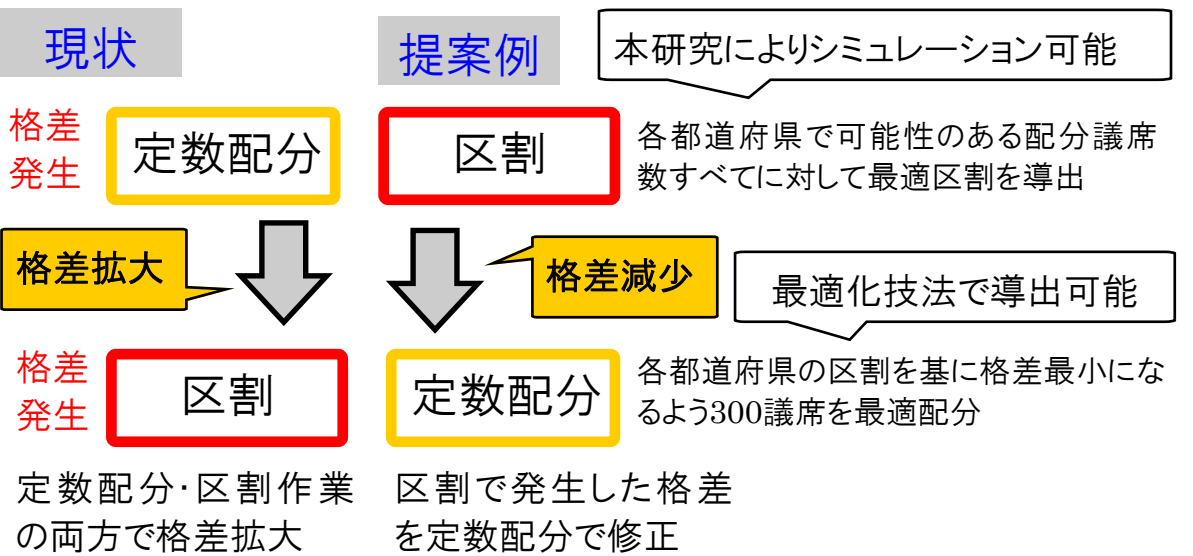 現状
提案例
本研究によりシミュレーション可能
格差
発生
定数配分
区割
各都道府県で可能性のある配分議席
数すべてに対して最適区割を導出
格差拡大
格差減少
最適化技法で導出可能
格差
発生
区割
定数配分
各都道府県の区割を基に格差最小にな
るよう300議席を最適配分
定数配分・区割作業
の両方で格差拡大
区割で発生した格差
を定数配分で修正